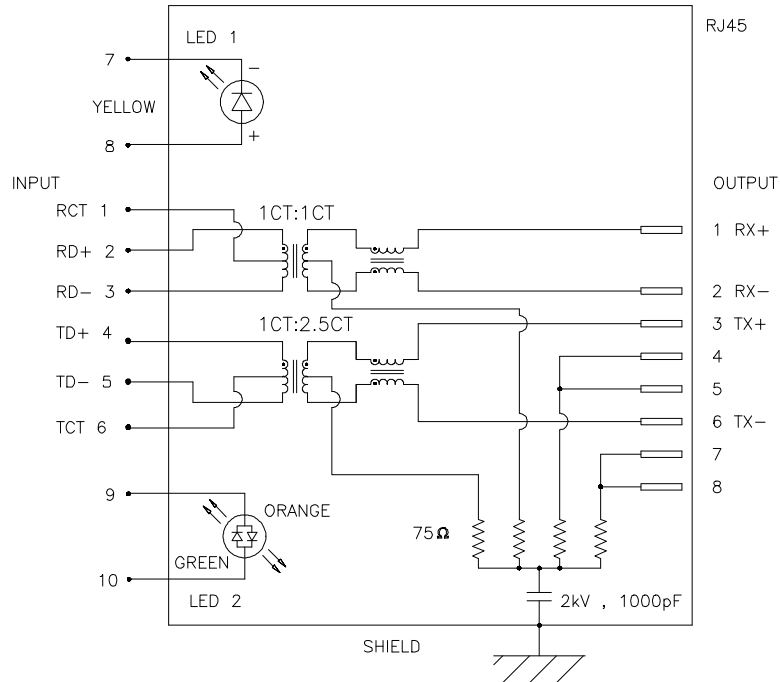 LED 1
RJ45
7
−
YELLOW
8
+
INPUT
OUTPUT
RCT 1
1CT:1CT
1 RX+
RD+ 2
RD- 3
2 RX-
1CT:2.5CT
3 TX+
TD+ 4
4
TD- 5
5
TCT 6
6 TX-
7
8
9
ORANGE
75Ω
GREEN
10
LED 2
2kV , 1000pF
SHIELD